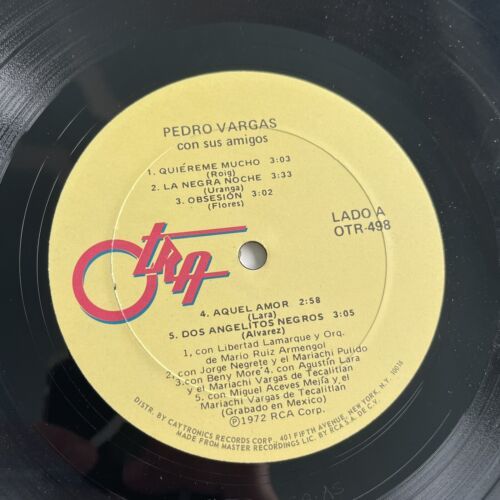 PEDRO VARGAS
con sus amigos
1. QUIÉREME MUCHO 3:03
(Roig)
2. LA NEGRA NOCHE 3:33
(Uranga)
3. OBSESIÓN 3:02
(Flores)
LADO A
OTR-498
OTRA
4. AQUEL AMOR 2:58
(Lara)
5. DOS ANGELITOS NEGROS 3:05
(Alvarez)
1, con Libertad Lamarque y Orq.
de Mario Ruiz Armengol
2. con Jorge Negrete y el Mariachi Pulido
3. con Beny Moré 4. con Agustín Lara
y el Mariachi Vargas de Tecalitlan
5. con Miguel Aceves Mejía y el
Mariachi Vargas de Tecalitlan
(Grabado en Mexico)
Ⓟ1972 RCA Corp.
DISTR. BY CAYTRONICS RECORDS CORP., 401 FIFTH AVENUE, NEW YORK, N.Y. 10016
MADE FROM MASTER RECORDINGS LIC. BY RCA S.A. DE C.V.